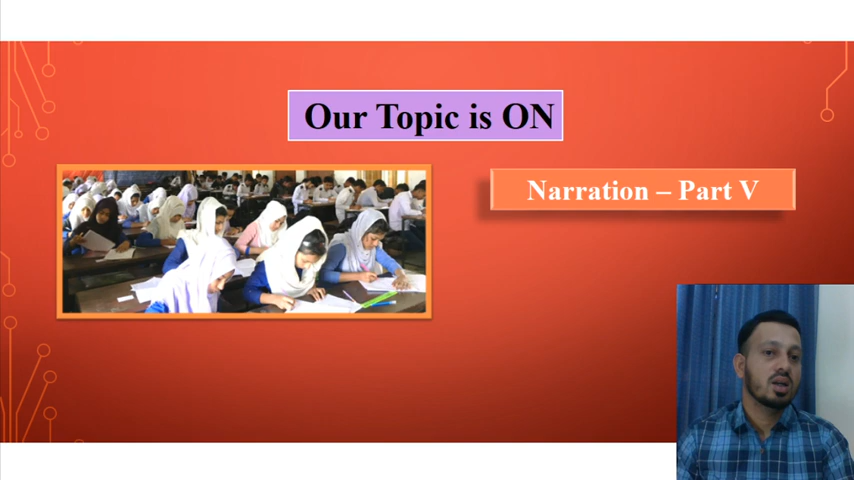 Our Topic is ON
Narration – Part V